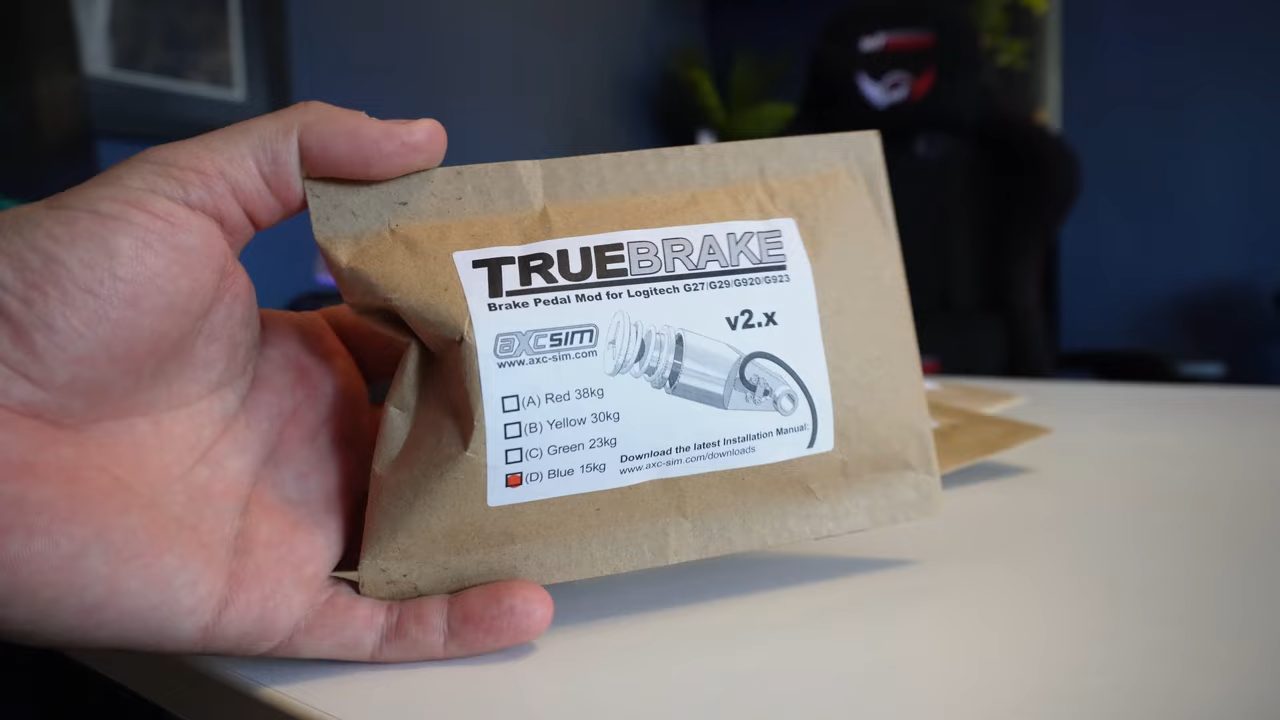 TRUEBRAKE
Brake Pedal Mod for Logitech G27/G29/G920/G923
v2.x
axcsim
www.axc-sim.com
(A) Red 38kg
(B) Yellow 30kg
(C) Green 23kg
(D) Blue 15kg
Download the latest Installation Manual:
www.axc-sim.com/downloads